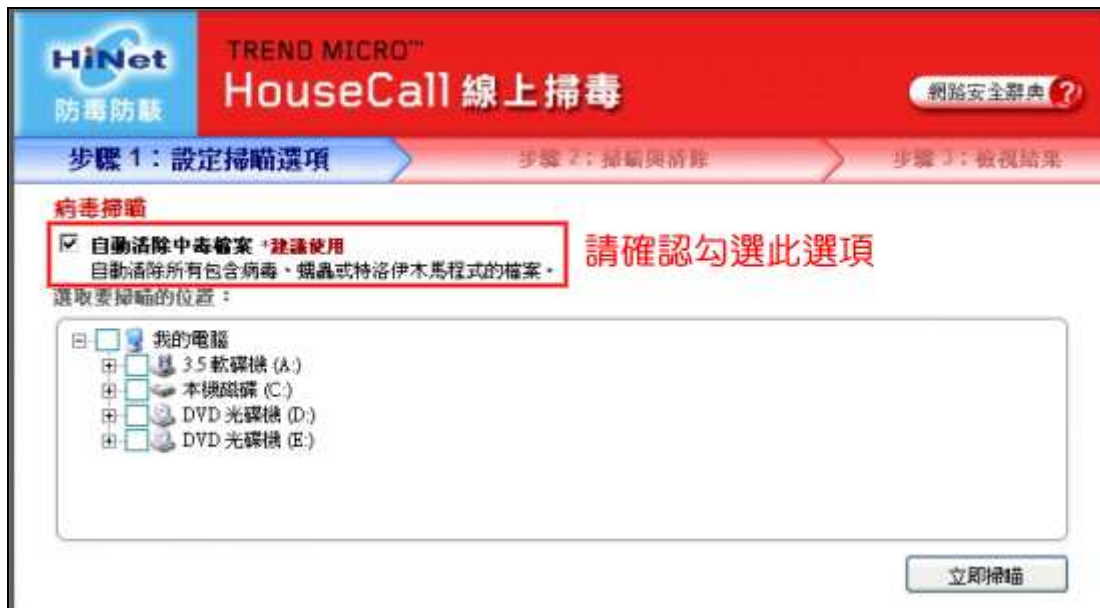 HiNet
防毒防駭
TREND MICRO™
HouseCall 線上掃毒
網路安全辭典 ?
步驟 1：設定掃瞄選項
步驟 2：掃瞄與清除
步驟 3：檢視結果
病毒掃瞄
自動清除中毒檔案 *建議使用
自動清除所有包含病毒、蠕蟲或特洛伊木馬程式的檔案。
請確認勾選此選項
選取要掃瞄的位置：
我的電腦
3.5 軟碟機 (A:)
本機磁碟 (C:)
DVD 光碟機 (D:)
DVD 光碟機 (E:)
立即掃瞄